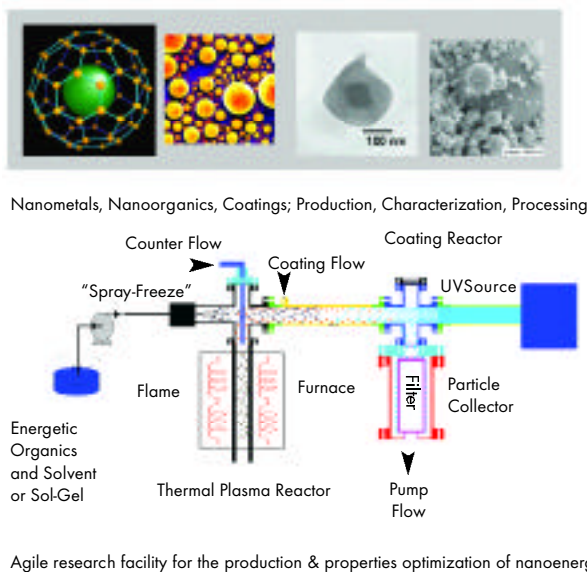 100 nm
Nanometals, Nanoorganics, Coatings; Production, Characterization, Processing
Counter Flow
Coating Reactor
Coating Flow
"Spray-Freeze"
UVSource
Flame
Furnace
Filter
Particle
Collector
Energetic
Organics
and Solvent
or Sol-Gel
Thermal Plasma Reactor
Pump
Flow
Agile research facility for the production & properties optimization of nanoenerg